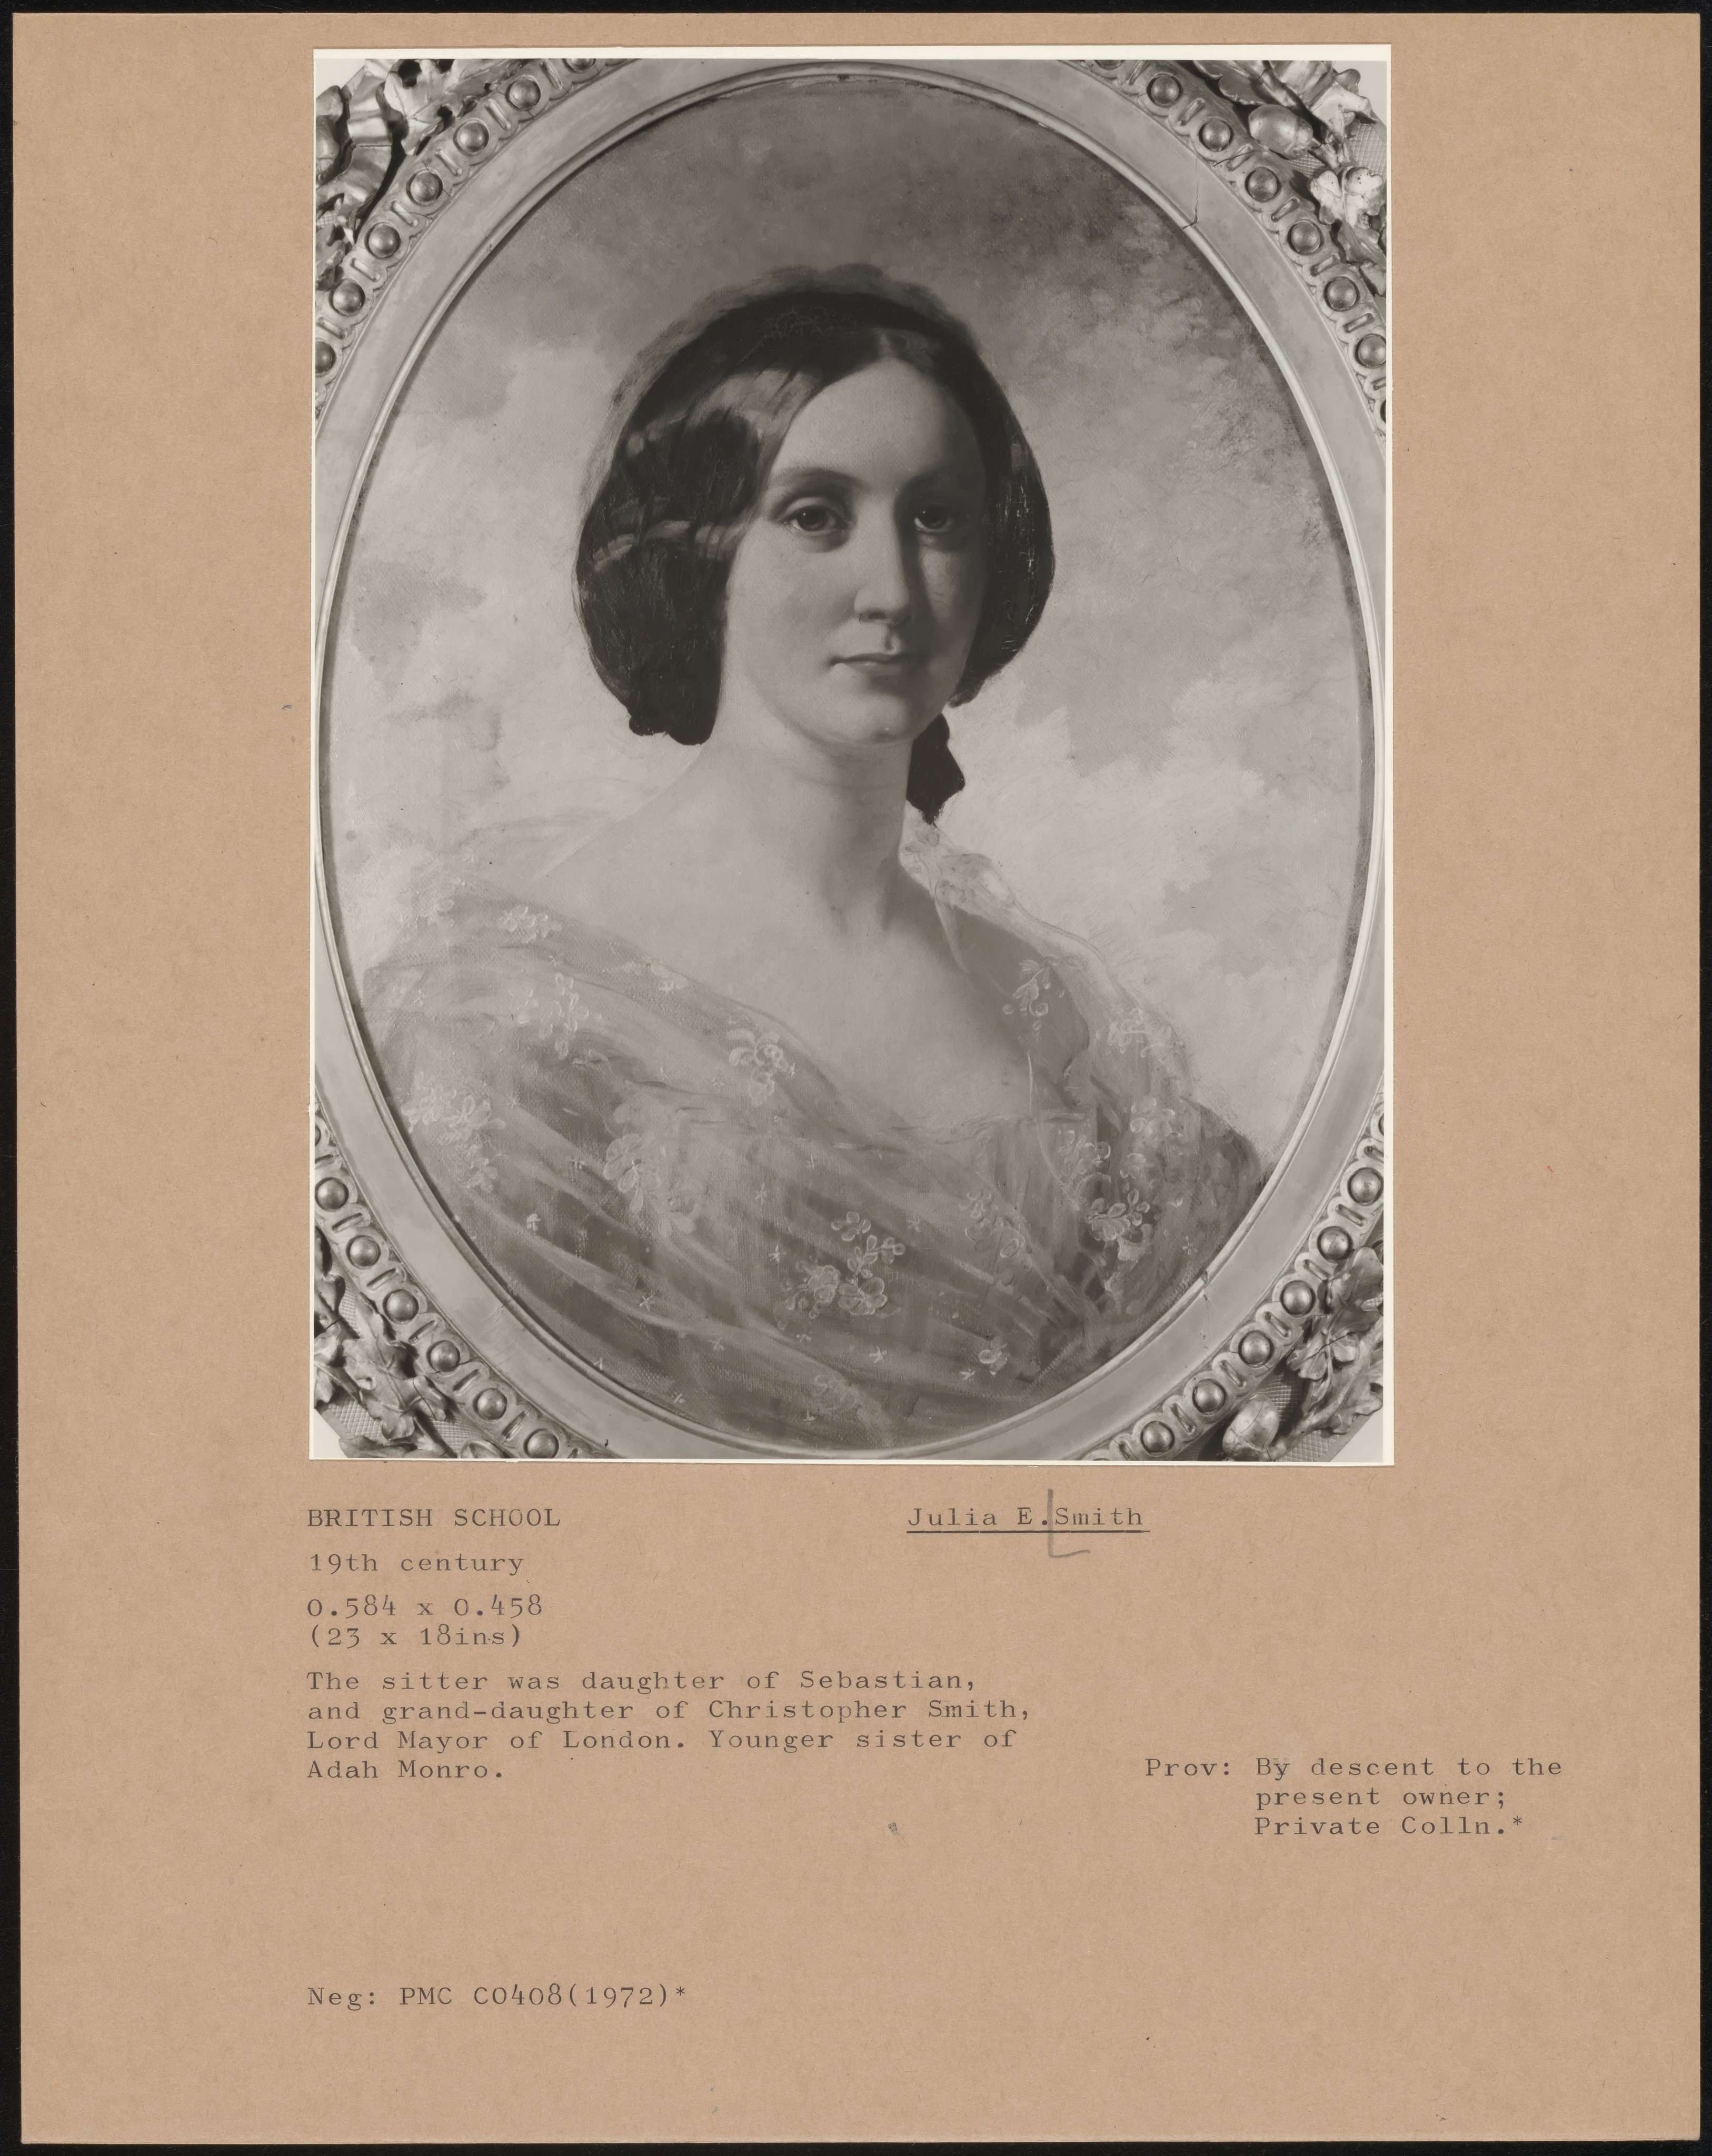 BRITISH SCHOOL
Julia E. Smith
19th century
0.584 x 0.458
(23 x 18ins)
The sitter was daughter of Sebastian,
and grand-daughter of Christopher Smith,
Lord Mayor of London. Younger sister of
Adah Monro.
Prov: By descent to the
present owner;
Private Colln.*
Neg: PMC CO408(1972)*